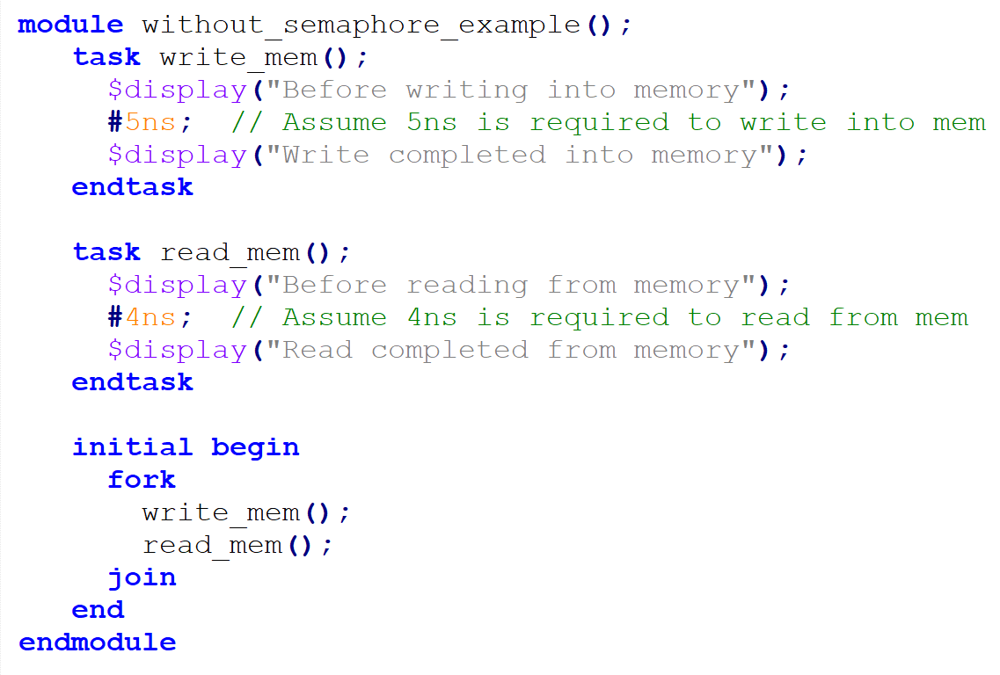 module without_semaphore_example();
task write_mem();
$display("Before writing into memory");
#5ns; // Assume 5ns is required to write into mem
$display("Write completed into memory");
endtask
task read_mem();
$display("Before reading from memory");
#4ns; // Assume 4ns is required to read from mem
$display("Read completed from memory");
endtask
initial begin
fork
write_mem();
read_mem();
join
end
endmodule